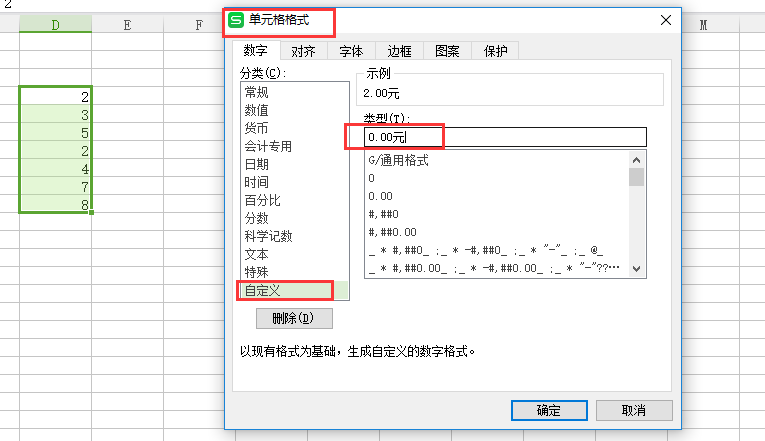 2
D E F M
单元格格式
数字 对齐 字体 边框 图案 保护
分类(C):
常规
数值
货币
会计专用
日期
时间
百分比
分数
科学记数
文本
特殊
自定义
删除(D)
示例
2.00元
类型(T):
0.00元
G/通用格式
0
0.00
#,##0
#,##0.00
_ * #,##0_ ;_ * -#,##0_ ;_ * "-"_ ;_ @_
_ * #,##0.00_ ;_ * -#,##0.00_ ;_ * "-"??…
以现有格式为基础，生成自定义的数字格式。
确定 取消
2
3
5
2
4
7
8